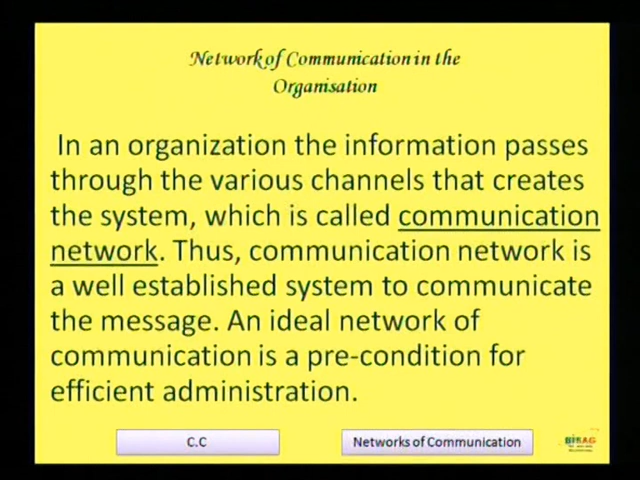 Network of Communication in the
Organisation
In an organization the information passes
through the various channels that creates
the system, which is called communication
network. Thus, communication network is
a well established system to communicate
the message. An ideal network of
communication is a pre-condition for
efficient administration.
C.C
Networks of Communication
BISAG